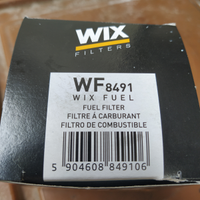 WIX
FILTERS
WF8491
WIX FUEL
FUEL FILTER
FILTRE À CARBURANT
FILTRO DE COMBUSTIBLE
5 904608 849106